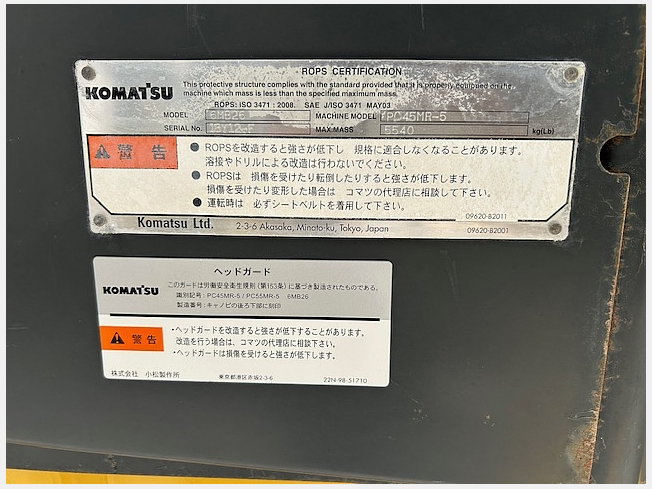 ROPS CERTIFICATION
KOMATSU
This protective structure complies with the standard provided that it is properly equipped on the
machine which mass is less than the specified maximum mass.
ROPS: ISO 3471 : 2008. SAE J/ISO 3471 MAY03
MODEL 6MB26 MACHINE MODEL PC45MR-5
SERIAL No. MAX.MASS 5540 kg(Lb)
警告
● ROPSを改造すると強さが低下し 規格に適合しなくなることがあります。
溶接やドリルによる改造は行わないでください。
● ROPSは 損傷を受けたり転倒したりすると強さが低下します。
損傷を受けたり変形した場合は コマツの代理店に相談して下さい。
● 運転時は 必ずシートベルトを着用して下さい。
09620-B2011
Komatsu Ltd. 2-3-6 Akasaka, Minato-ku, Tokyo, Japan 09620-B2001
ヘッドガード
KOMATSU
このガードは労働安全衛生規則(第153条)に基づき製造されたものである。
識別記号: PC45MR-5 / PC55MR-5 6MB26
製造番号: キャノピの後ろ下部に刻印
警告
・ヘッドガードを改造すると強さが低下することがあります。
改造を行う場合は、コマツの代理店に相談下さい。
・ヘッドガードは損傷を受けると強さが低下します。
株式会社 小松製作所 東京都港区赤坂2-3-6 22N-98-51710